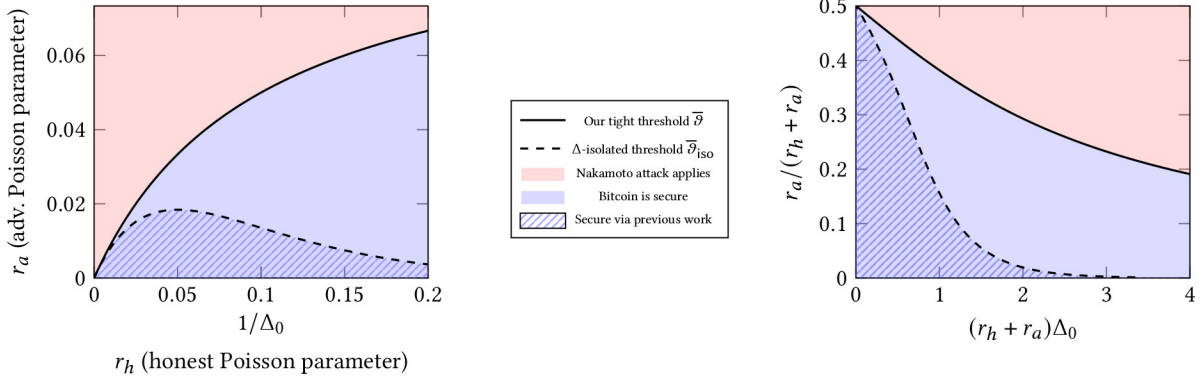 r_a (adv. Poisson parameter)
0.06
0.04
0.02
0
0 0.05 0.1 0.15 0.2
1/Δ₀
r_h (honest Poisson parameter)
Our tight threshold ϑ̅
Δ-isolated threshold ϑ̅_iso
Nakamoto attack applies
Bitcoin is secure
Secure via previous work
r_a/(r_h + r_a)
0.5
0.4
0.3
0.2
0.1
0
0 1 2 3 4
(r_h + r_a)Δ₀